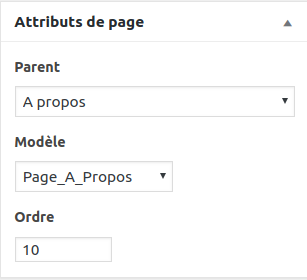 Attributs de page
Parent
A propos
Modèle
Page_A_Propos
Ordre
10